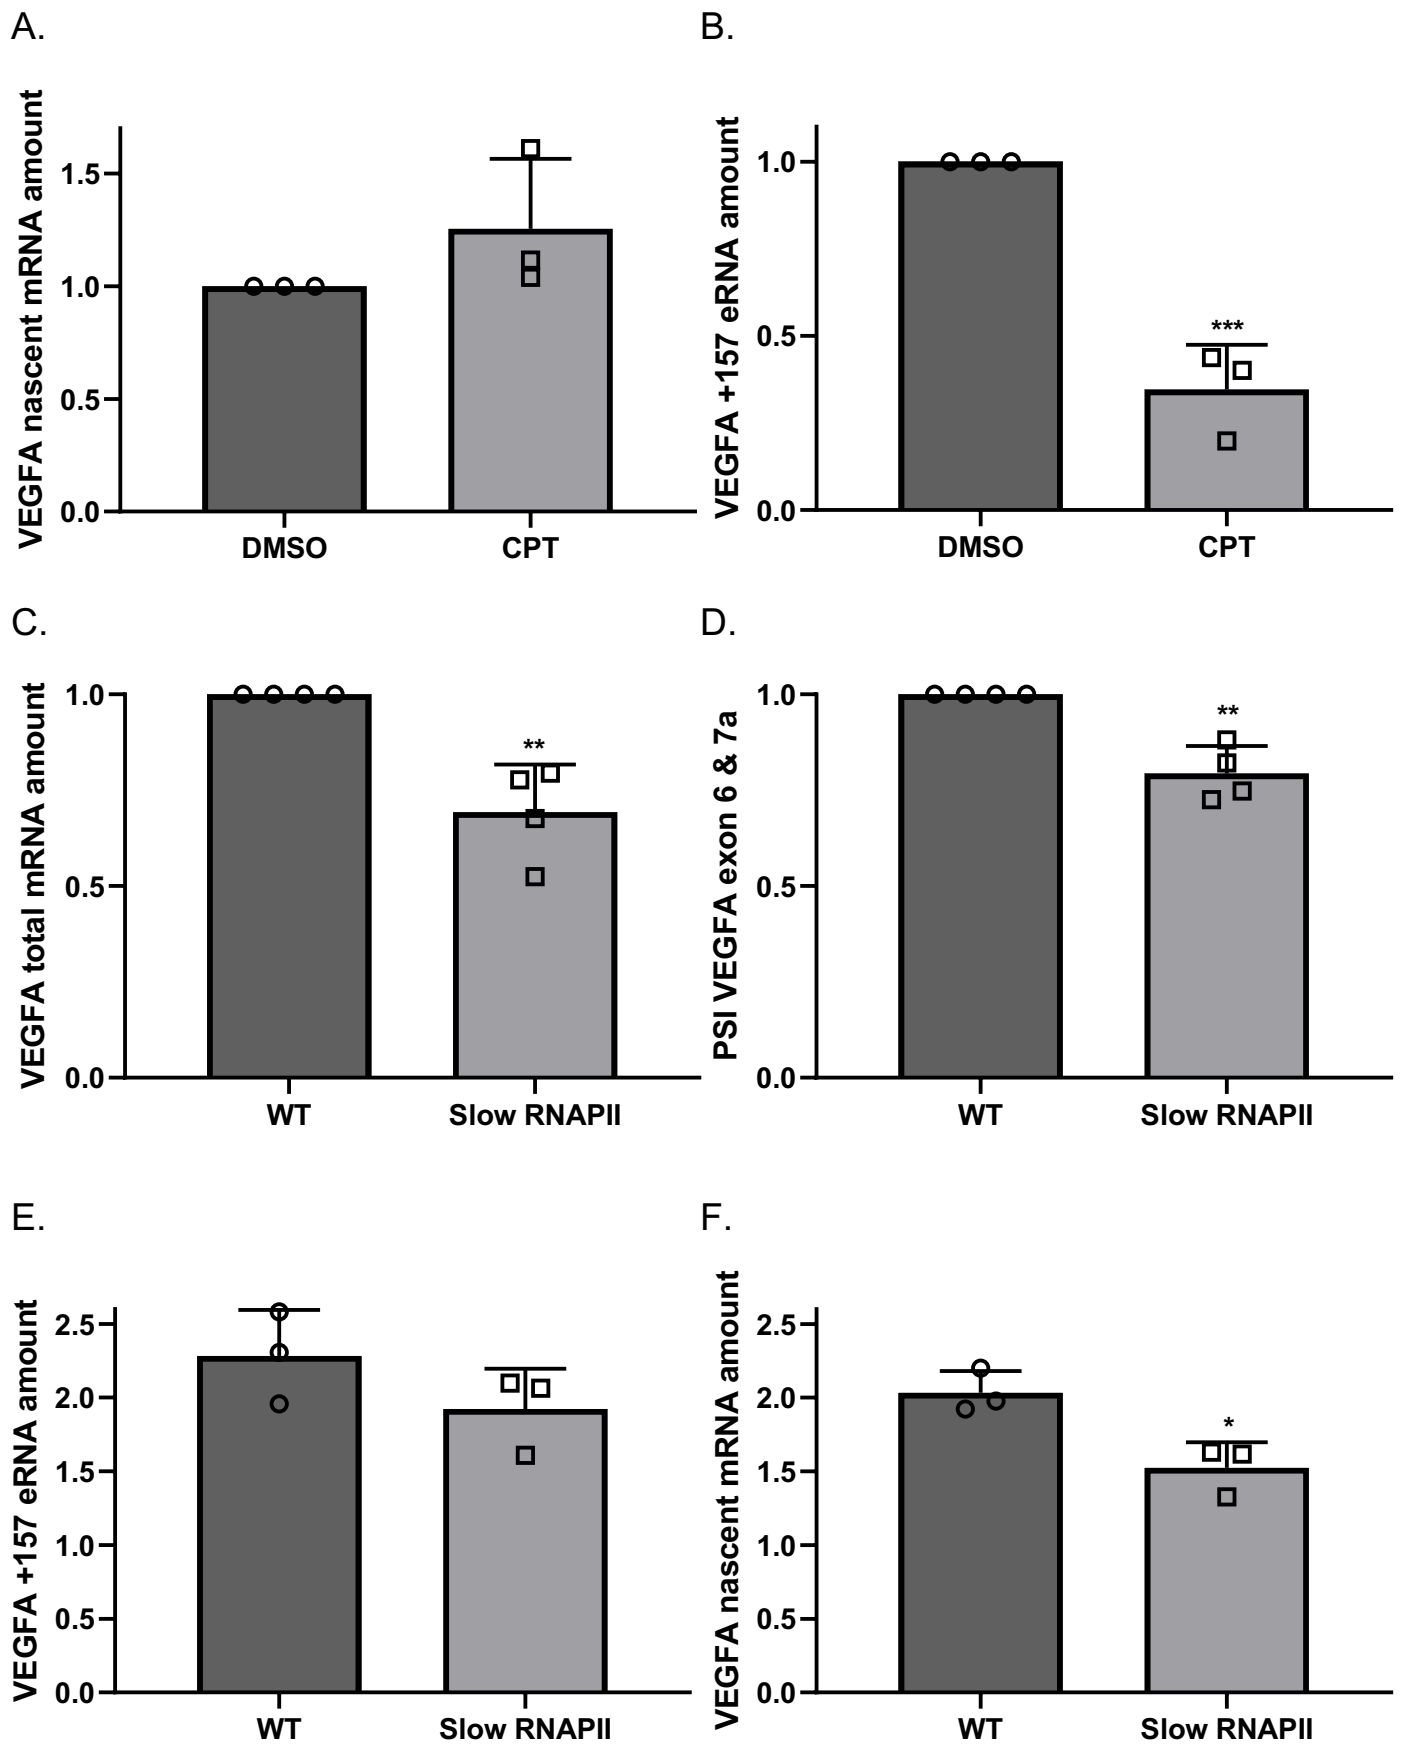 A.
VEGFA nascent mRNA amount
1.5
1.0
0.5
0.0
DMSO
CPT
B.
VEGFA +157 eRNA amount
1.0
0.5
0.0
***
DMSO
CPT
C.
VEGFA total mRNA amount
1.0
0.5
0.0
**
WT
Slow RNAPII
D.
PSI VEGFA exon 6 & 7a
1.0
0.5
0.0
**
WT
Slow RNAPII
E.
VEGFA +157 eRNA amount
2.5
2.0
1.5
1.0
0.5
0.0
WT
Slow RNAPII
F.
VEGFA nascent mRNA amount
2.5
2.0
1.5
1.0
0.5
0.0
*
WT
Slow RNAPII